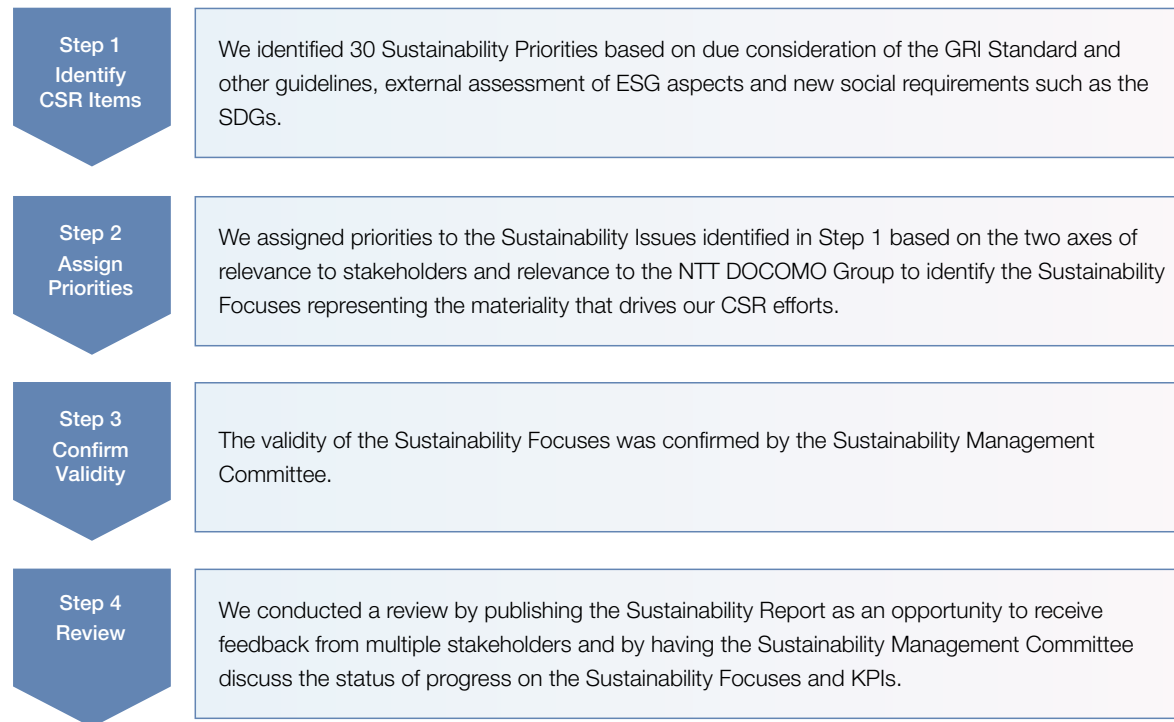 Step 1
Identify
CSR Items
We identified 30 Sustainability Priorities based on due consideration of the GRI Standard and
other guidelines, external assessment of ESG aspects and new social requirements such as the
SDGs.
Step 2
Assign
Priorities
We assigned priorities to the Sustainability Issues identified in Step 1 based on the two axes of
relevance to stakeholders and relevance to the NTT DOCOMO Group to identify the Sustainability
Focuses representing the materiality that drives our CSR efforts.
Step 3
Confirm
Validity
The validity of the Sustainability Focuses was confirmed by the Sustainability Management
Committee.
Step 4
Review
We conducted a review by publishing the Sustainability Report as an opportunity to receive
feedback from multiple stakeholders and by having the Sustainability Management Committee
discuss the status of progress on the Sustainability Focuses and KPIs.